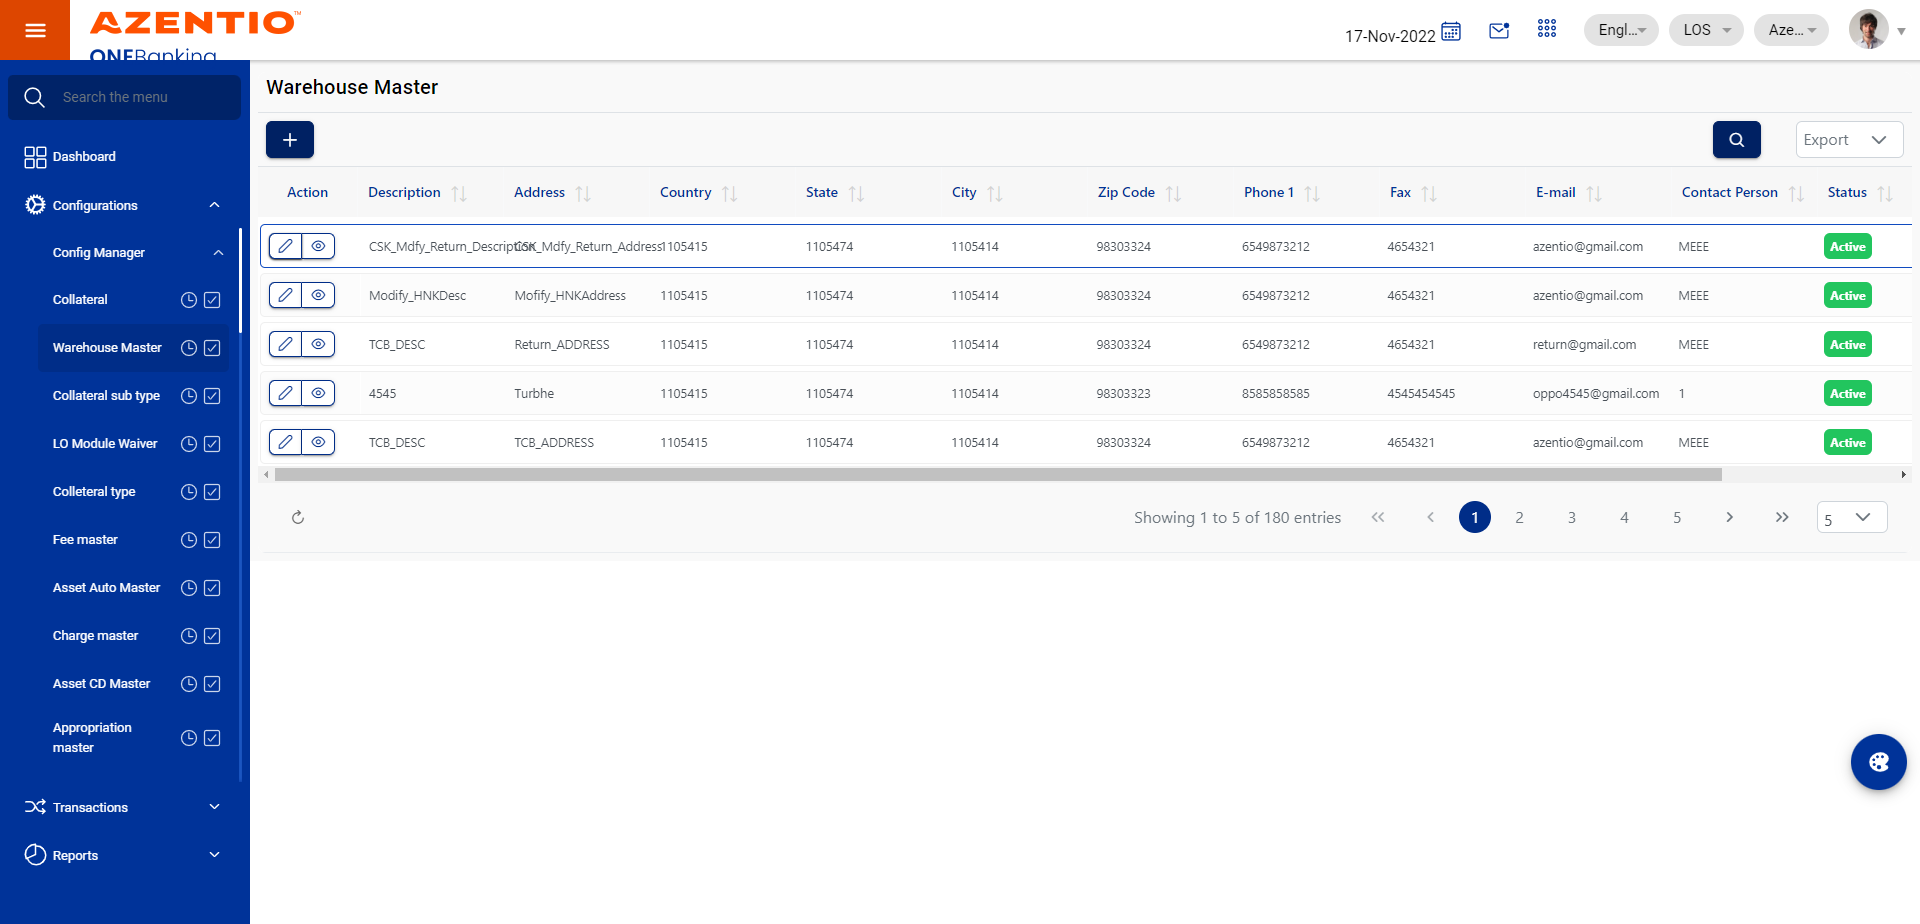 AZENTIO™
ONEBanking
17-Nov-2022
Engl...
LOS
Aze...
Search the menu
Dashboard
Configurations
Config Manager
Collateral
Warehouse Master
Collateral sub type
LO Module Waiver
Colleteral type
Fee master
Asset Auto Master
Charge master
Asset CD Master
Appropriation
master
Transactions
Reports
Warehouse Master
Export
Action Description Address Country State City Zip Code Phone 1 Fax E-mail Contact Person Status
CSK_Mdfy_Return_Description CSK_Mdfy_Return_Address 1105415 1105474 1105414 98303324 6549873212 4654321 azentio@gmail.com MEEE Active
Modify_HNKDesc Mofify_HNKAddress 1105415 1105474 1105414 98303324 6549873212 4654321 azentio@gmail.com MEEE Active
TCB_DESC Return_ADDRESS 1105415 1105474 1105414 98303324 6549873212 4654321 return@gmail.com MEEE Active
4545 Turbhe 1105415 1105474 1105414 98303323 8585858585 4545454545 oppo4545@gmail.com 1 Active
TCB_DESC TCB_ADDRESS 1105415 1105474 1105414 98303324 6549873212 4654321 azentio@gmail.com MEEE Active
Showing 1 to 5 of 180 entries 1 2 3 4 5 5